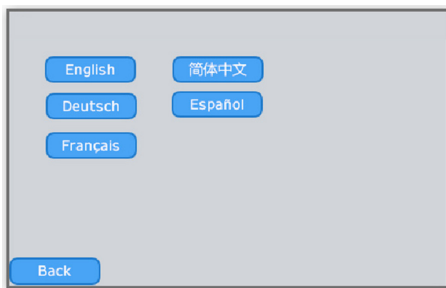 English
简体中文
Deutsch
Español
Français
Back